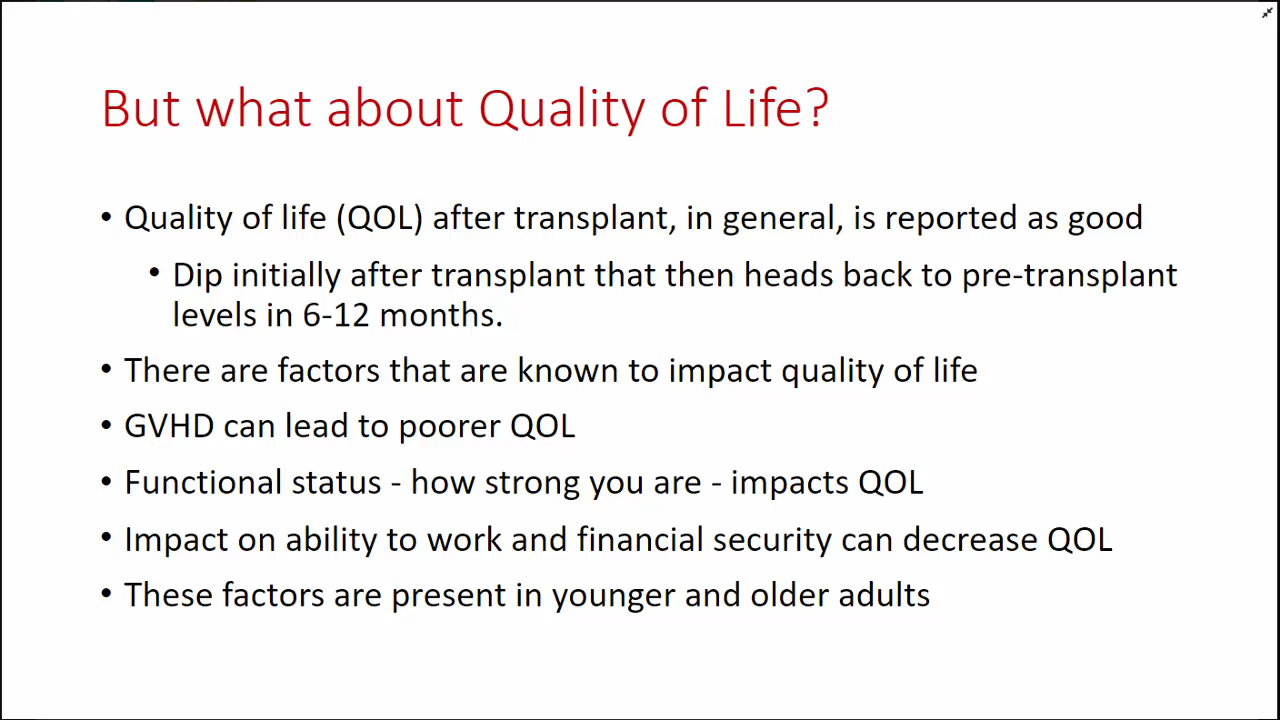 But what about Quality of Life?
• Quality of life (QOL) after transplant, in general, is reported as good
• Dip initially after transplant that then heads back to pre-transplant
levels in 6-12 months.
• There are factors that are known to impact quality of life
• GVHD can lead to poorer QOL
• Functional status - how strong you are - impacts QOL
• Impact on ability to work and financial security can decrease QOL
• These factors are present in younger and older adults